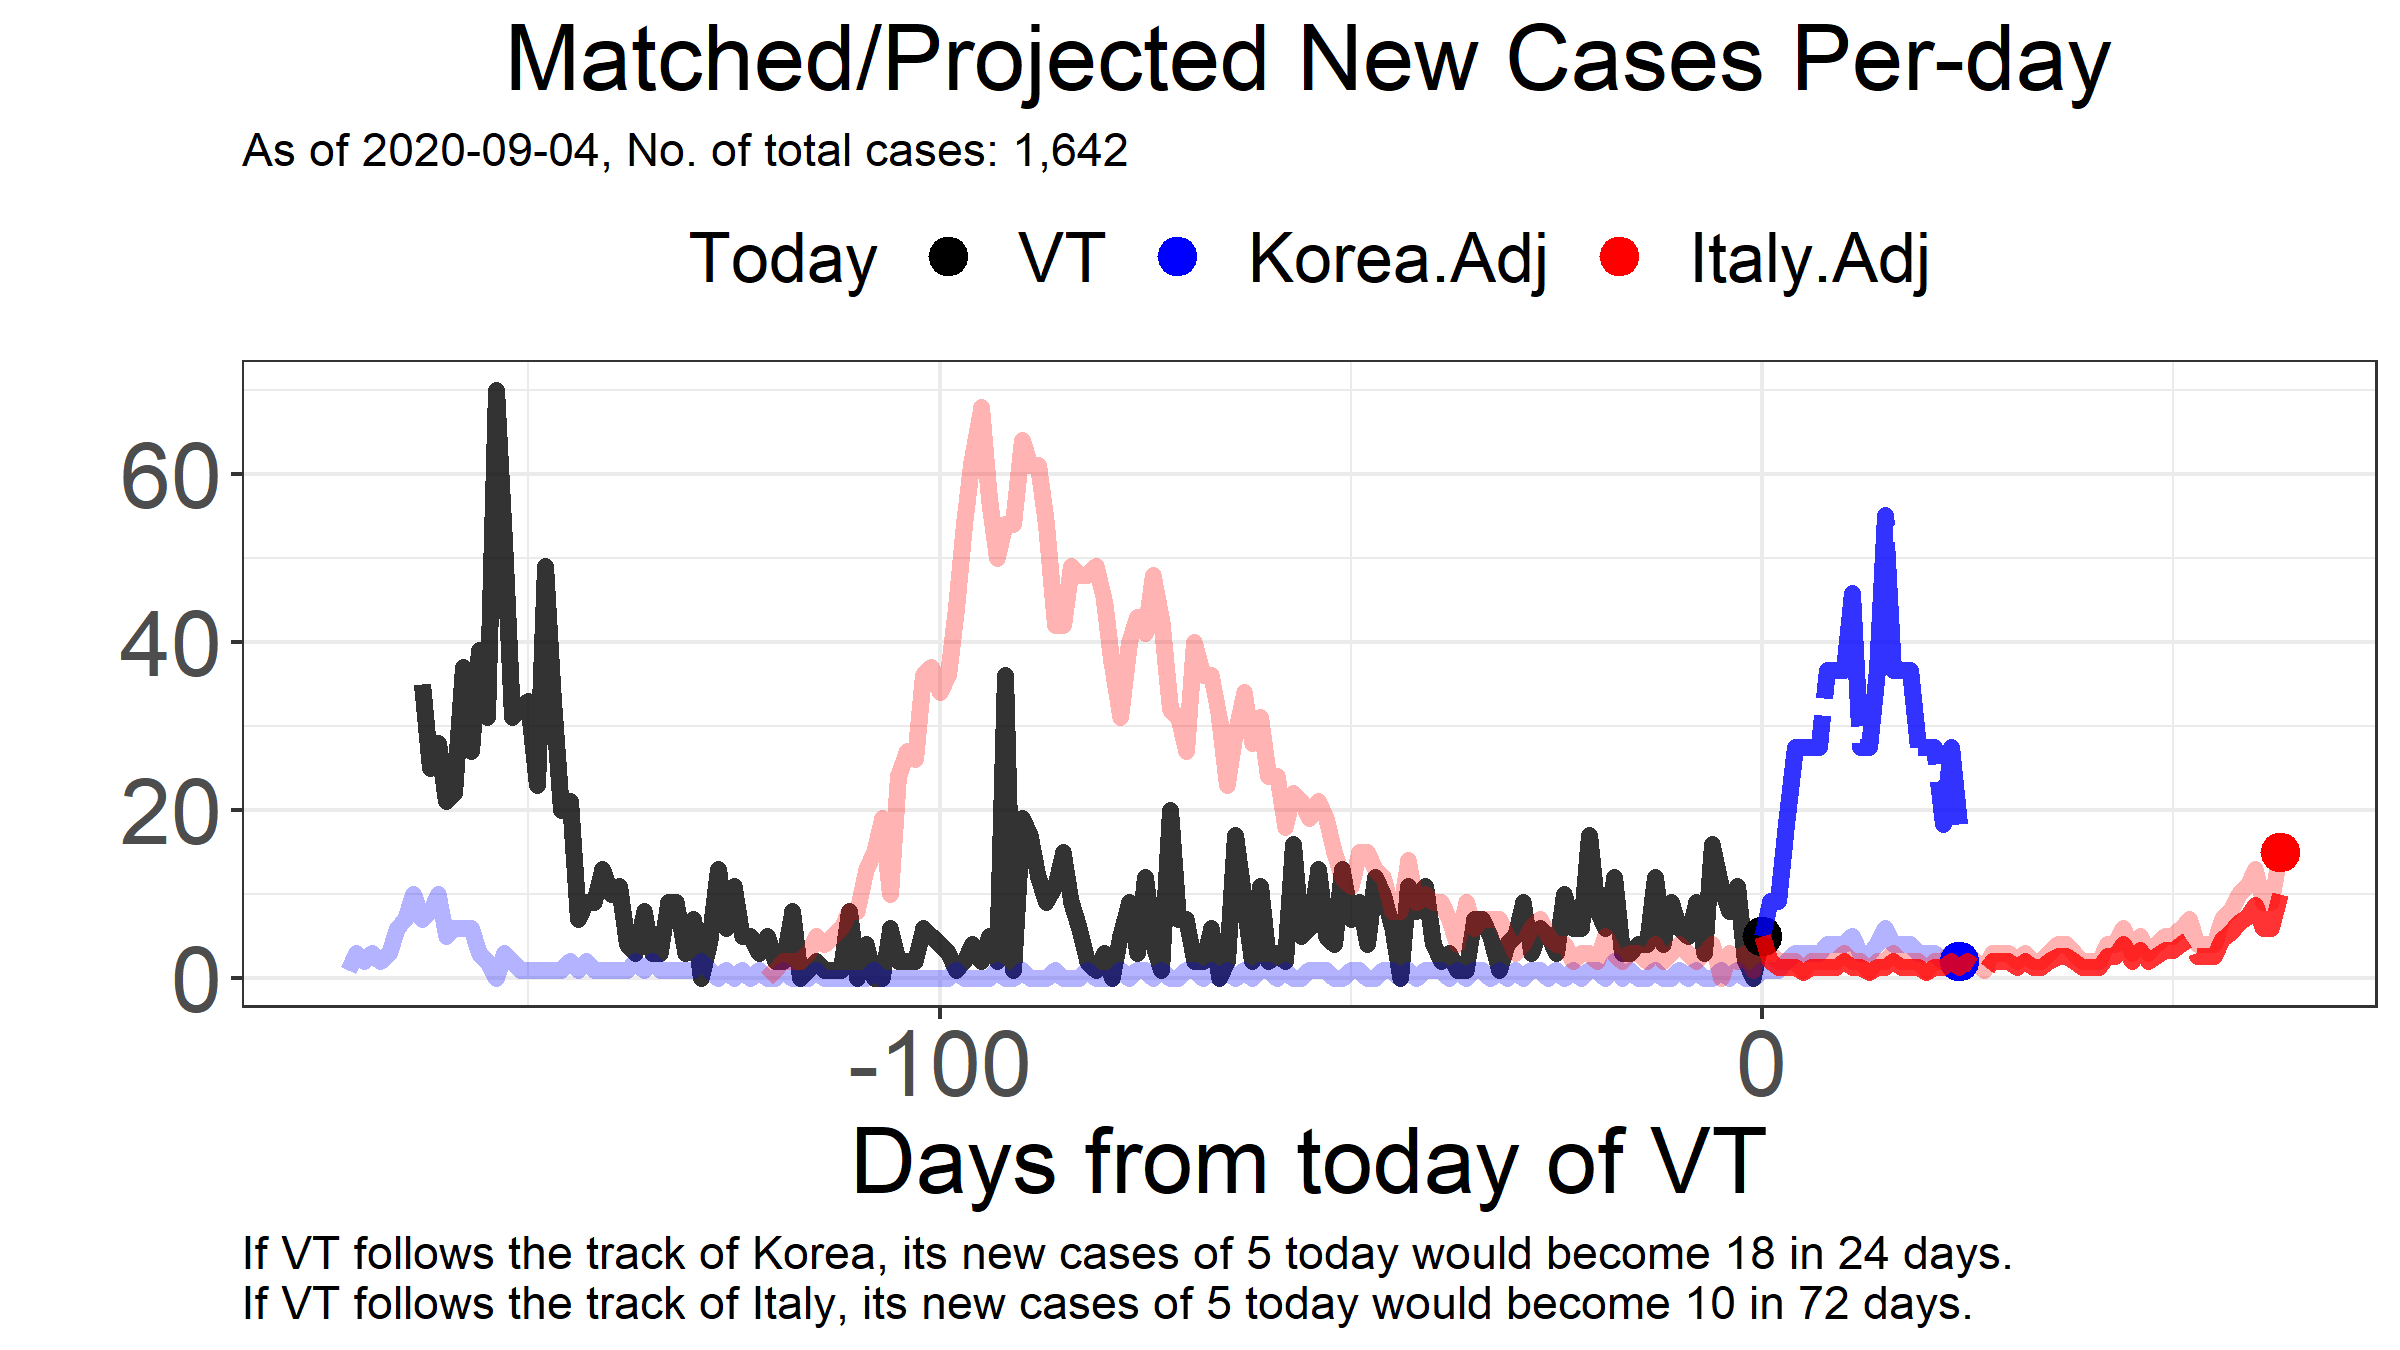 Matched/Projected New Cases Per-day
As of 2020-09-04, No. of total cases: 1,642
Today VT Korea.Adj Italy.Adj
60
40
20
0
-100 0
Days from today of VT
If VT follows the track of Korea, its new cases of 5 today would become 18 in 24 days.
If VT follows the track of Italy, its new cases of 5 today would become 10 in 72 days.